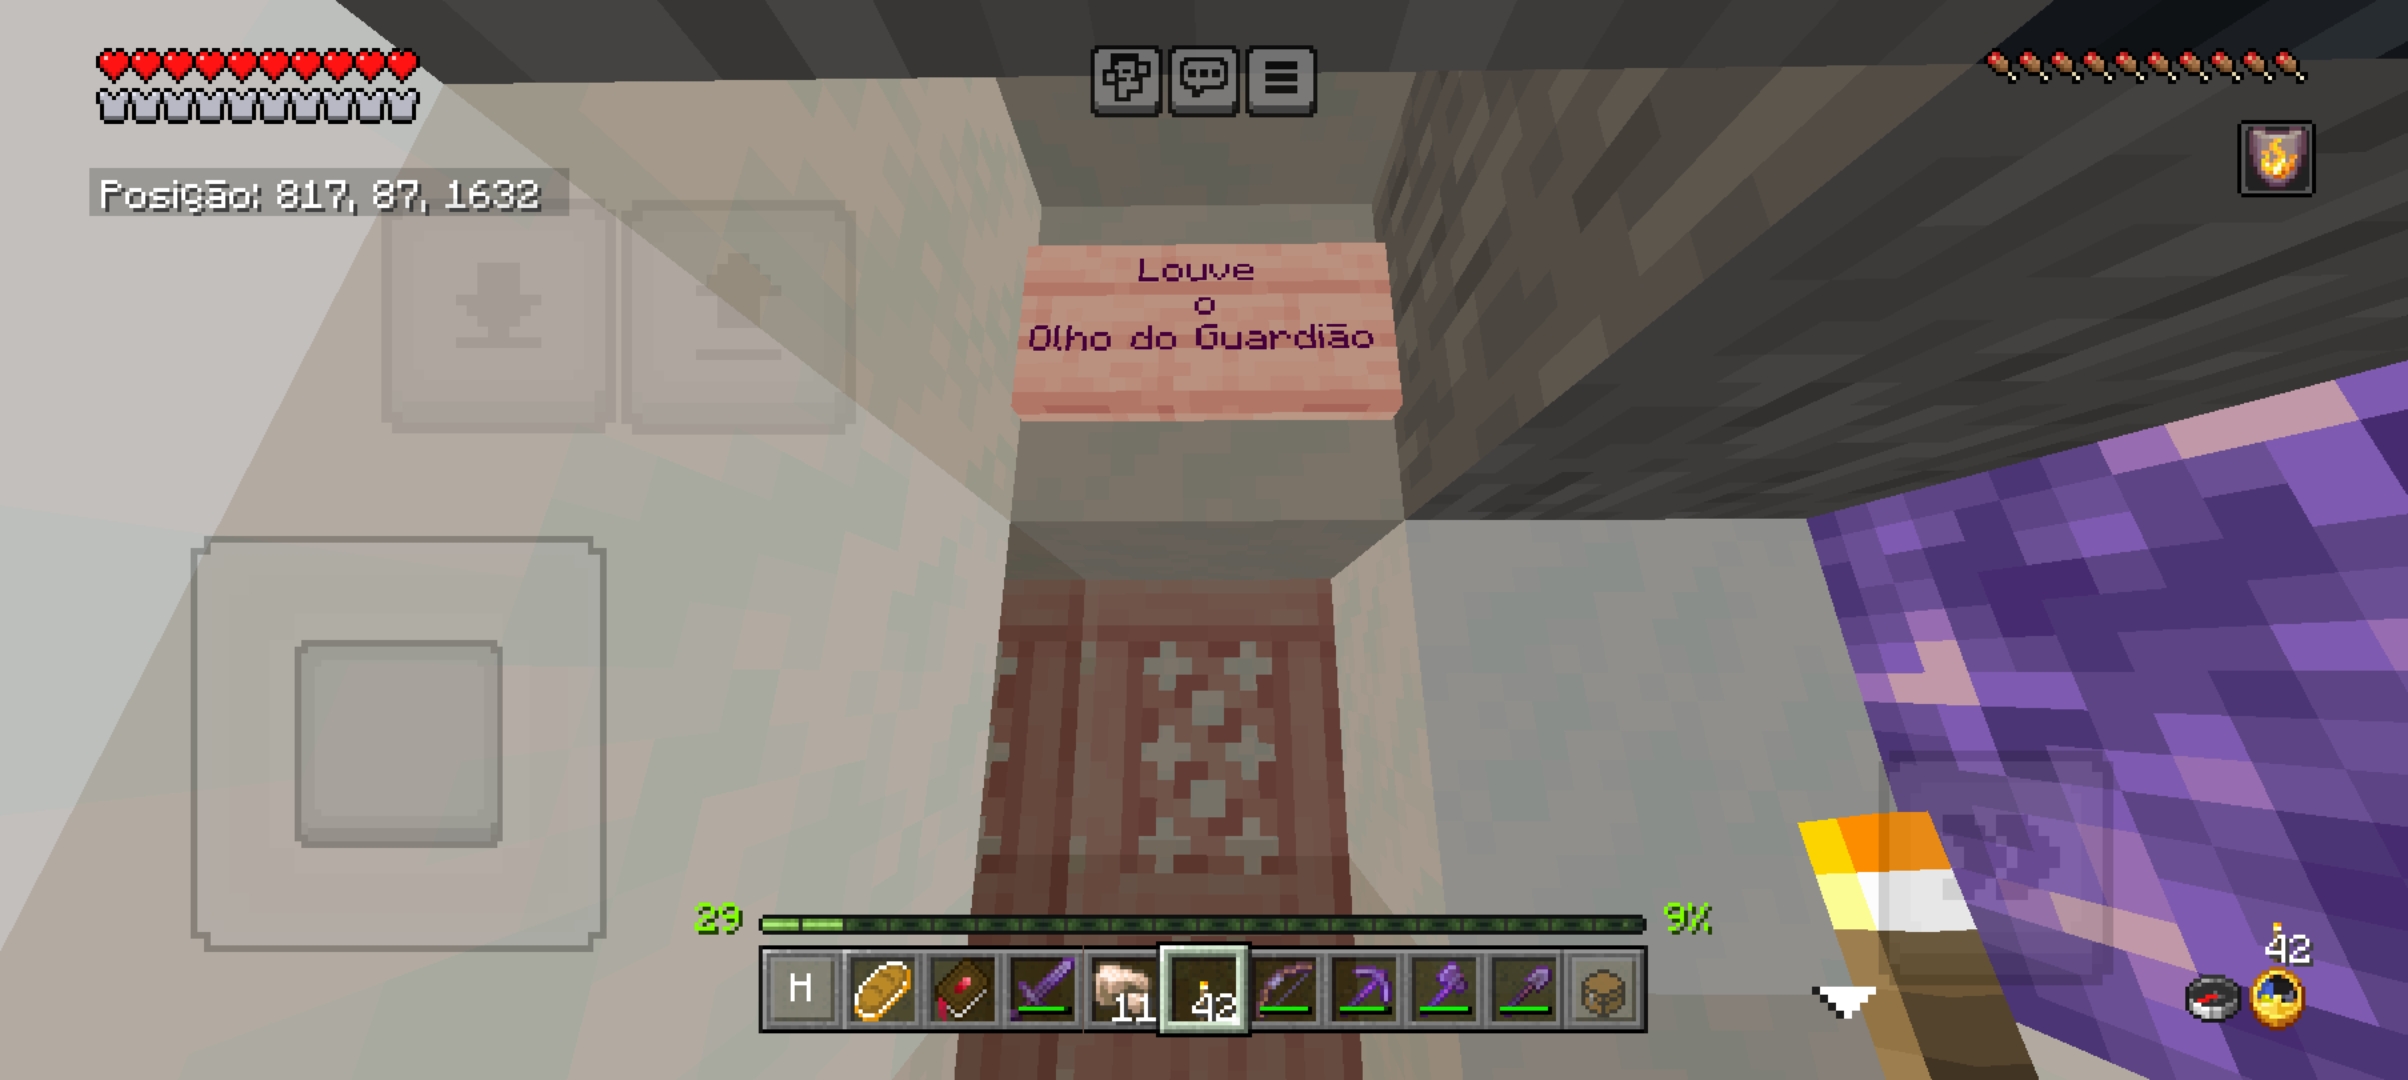 Posição: 817, 87, 1632
Louve
o
Olho do Guardião
29
9%
H
11
42
42